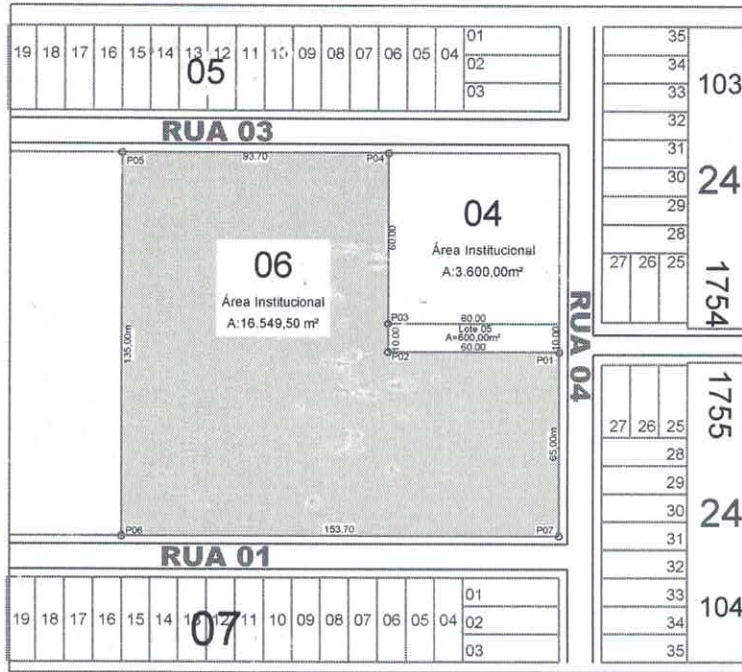 19 18 17 16 15 14 13 12 11 10 09 08 07 06 05 04
01
02
03
05
35
34
33
32
31
30
29
28
27 26 25
103
24
1754
RUA 03
P05
93.70
P04
04
Área Institucional
A:3.600,00m²
60.00
06
Área Institucional
A:16.549,50 m²
135,00m
P03
60.00
Lote 05
A=600,00m²
10.00
10.00
P02
60.00
P01
RUA 04
65,00m
P06
153.70
P07
RUA 01
1755
27 26 25
28
29
30
31
32
33
34
35
24
104
19 18 17 16 15 14 13 12 11 10 09 08 07 06 05 04
01
02
03
07